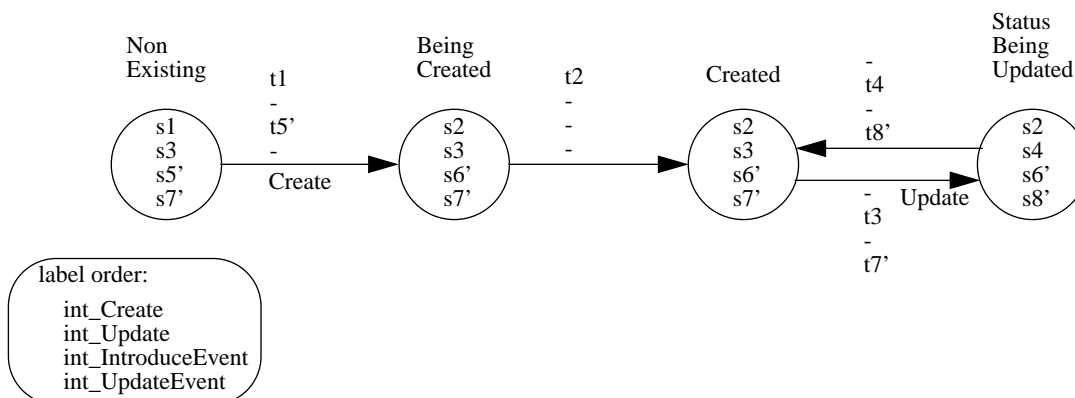 Non
Existing
s1
s3
s5’
s7’
t1
-
t5’
-
Create
Being
Created
s2
s3
s6’
s7’
t2
-
-
-
Created
s2
s3
s6’
s7’
-
t4
-
t8’
Update
-
t3
-
t7’
Status
Being
Updated
s2
s4
s6’
s8’
label order:
int_Create
int_Update
int_IntroduceEvent
int_UpdateEvent